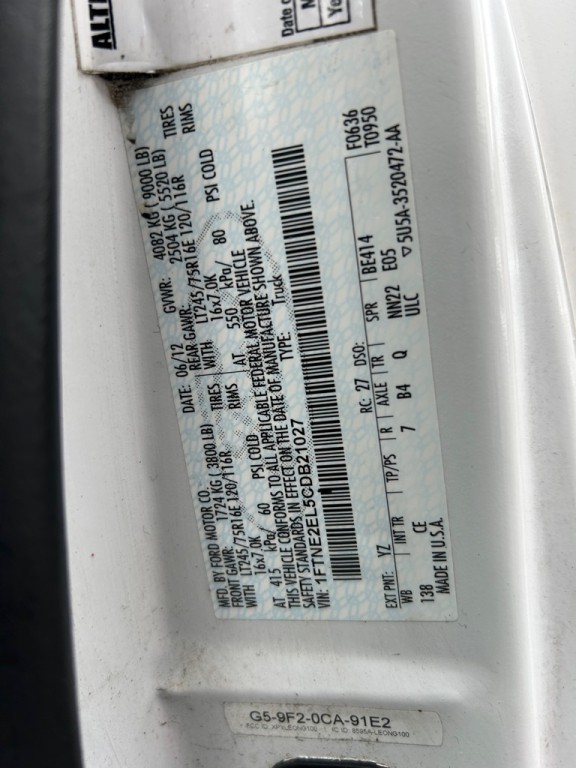 ALT
Date o
M
Ye
MFD. BY FORD MOTOR CO.
DATE: 06/12 GVWR: 4082 KG ( 9000 LB)
FRONT GAWR: 1724 KG ( 3800 LB) REAR GAWR: 2504 KG ( 5520 LB)
LT245/75R16E 120/116R TIRES LT245/75R16E 120/116R TIRES
WITH 16x7.0K RIMS WITH 16x7.0K RIMS
AT 415 kPa/ 60 PSI COLD AT 550 kPa/ 80 PSI COLD
THIS VEHICLE CONFORMS TO ALL APPLICABLE FEDERAL MOTOR VEHICLE
SAFETY STANDARDS IN EFFECT ON THE DATE OF MANUFACTURE SHOWN ABOVE.
VIN: 1FTNE2EL5CDB21027 TYPE: Truck
F0636
T0950
EXT PNT: YZ RC: 27 DSO:
WB INT TR TP/PS R AXLE TR SPR BE414
138 CE 7 B4 Q NN22 E05
MADE IN U.S.A. ULC ▽5U5A-3520472-AA
G5-9F2-0CA-91E2